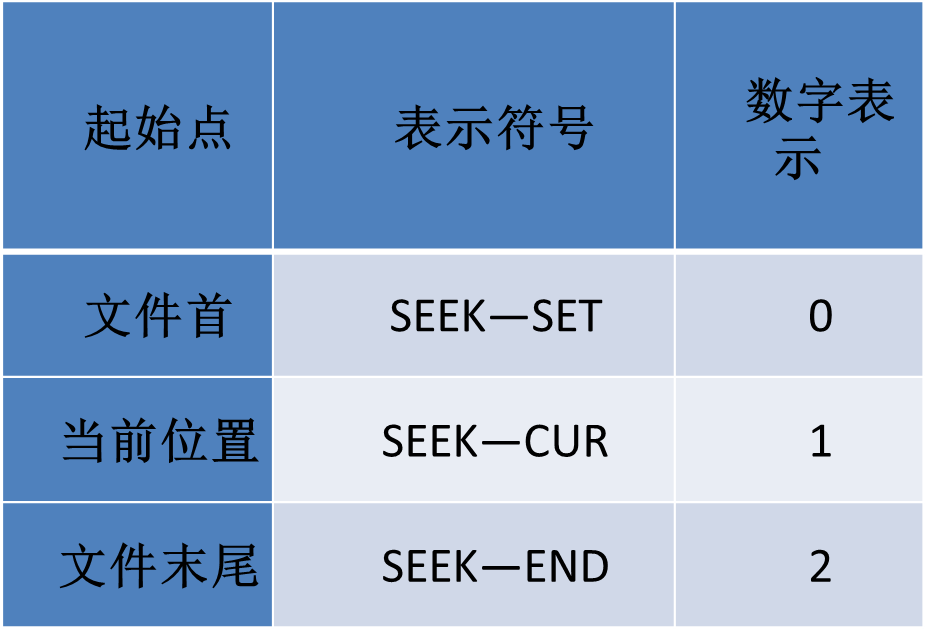 起始点 表示符号 数字表
示
文件首 SEEK—SET 0
当前位置 SEEK—CUR 1
文件末尾 SEEK—END 2